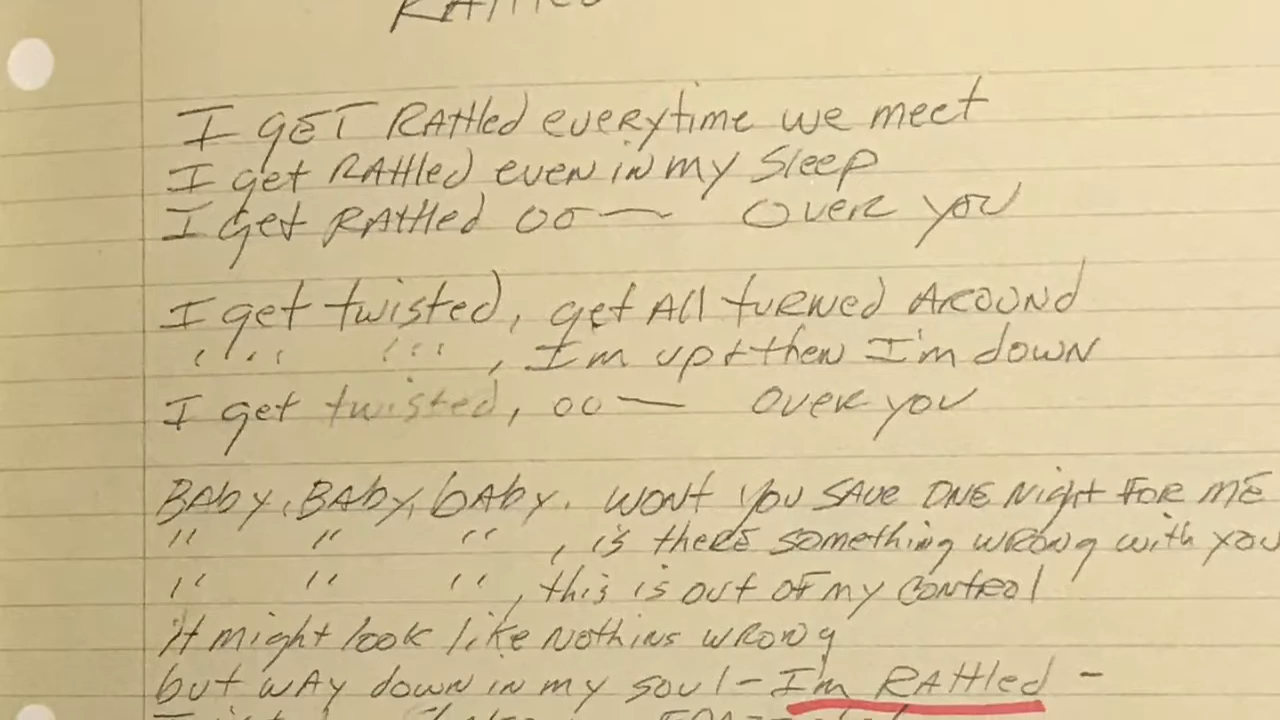 Rattled
I GET RAttled everytime we meet
I get RAttled even in my Sleep
I get RAttled oo — OVER you
I get twisted, get All turned AROUND
" " " " " ", I'm up + then I'm down
I get twisted, oo — OVER you
BAby, BAby, bAby. wont you SAVE ONE Night FOR ME
" " " , is there something wrong with you
" " " , this is out of my control
it might look like nothins wrong
but wAy down in my soul - I'm RAttled -